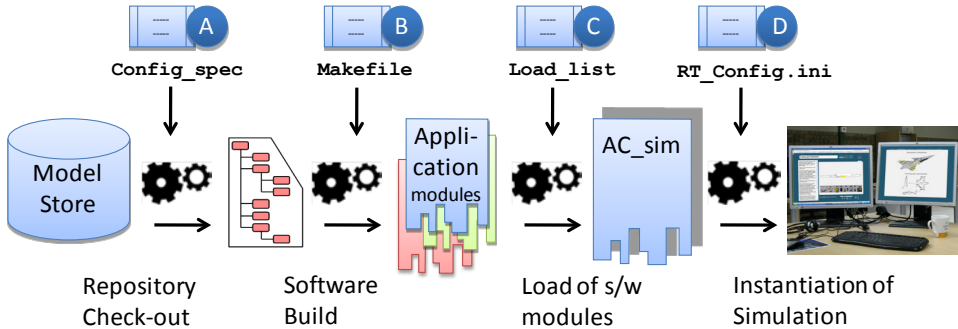 A
B
C
D
Config_spec
Makefile
Load_list
RT_Config.ini
Model
Store
Appli-
cation
modules
AC_sim
Repository
Check-out
Software
Build
Load of s/w
modules
Instantiation of
Simulation